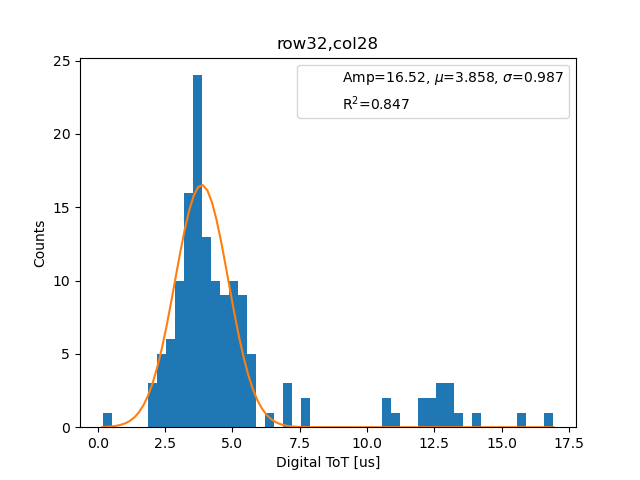 row32,col28
Amp=16.52, μ=3.858, σ=0.987
R²=0.847
25
20
15
10
5
0
Counts
0.0 2.5 5.0 7.5 10.0 12.5 15.0 17.5
Digital ToT [us]